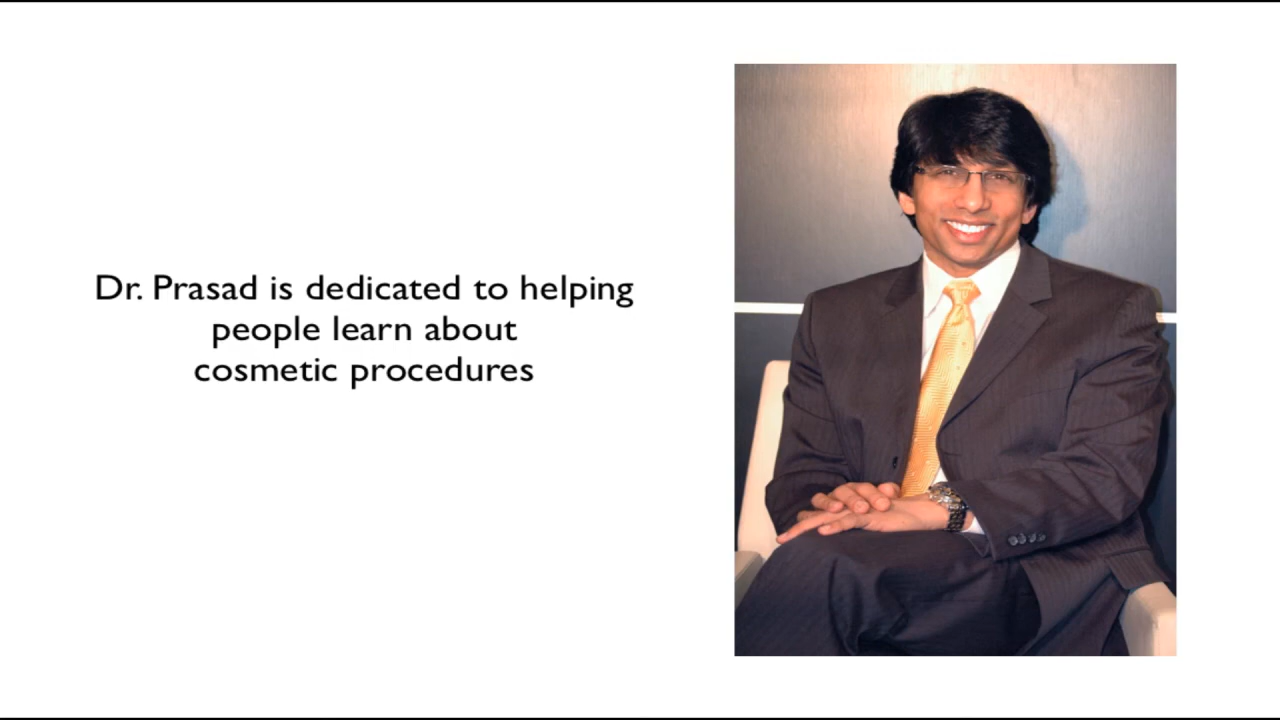 Dr. Prasad is dedicated to helping
people learn about
cosmetic procedures